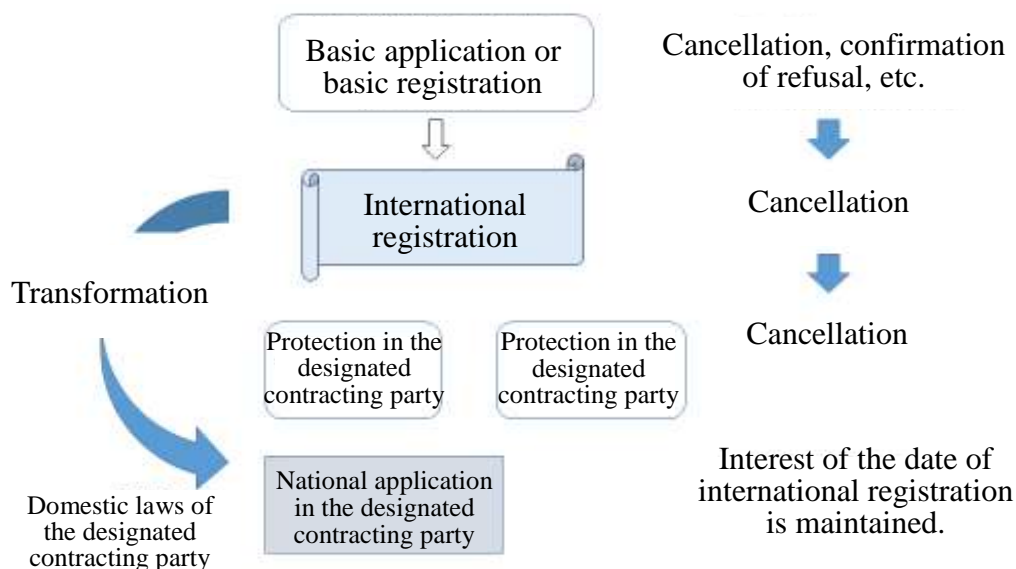 Basic application or
basic registration
Cancellation, confirmation
of refusal, etc.
International
registration
Cancellation
Transformation
Protection in the
designated
contracting party
Protection in the
designated
contracting party
Cancellation
National application
in the designated
contracting party
Interest of the date of
international registration
is maintained.
Domestic laws of
the designated
contracting party